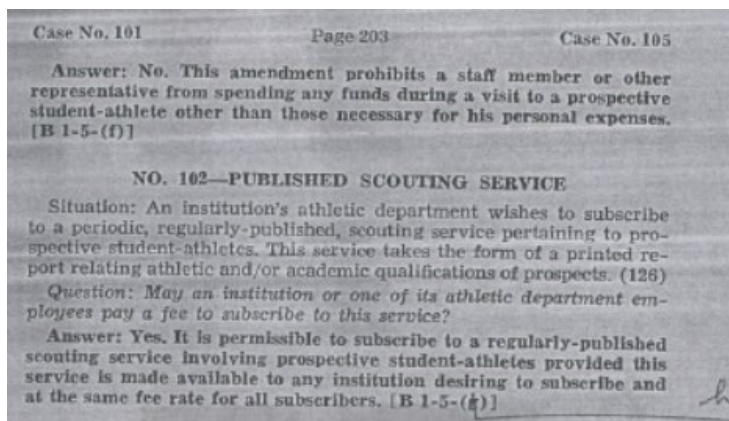 Case No. 101 Page 203 Case No. 105
Answer: No. This amendment prohibits a staff member or other
representative from spending any funds during a visit to a prospective
student-athlete other than those necessary for his personal expenses.
[B 1-5-(f)]
NO. 102—PUBLISHED SCOUTING SERVICE
Situation: An institution's athletic department wishes to subscribe
to a periodic, regularly-published, scouting service pertaining to pro-
spective student-athletes. This service takes the form of a printed re-
port relating athletic and/or academic qualifications of prospects. (126)
Question: May an institution or one of its athletic department em-
ployees pay a fee to subscribe to this service?
Answer: Yes. It is permissible to subscribe to a regularly-published
scouting service involving prospective student-athletes provided this
service is made available to any institution desiring to subscribe and
at the same fee rate for all subscribers. [B 1-5-( )]
h